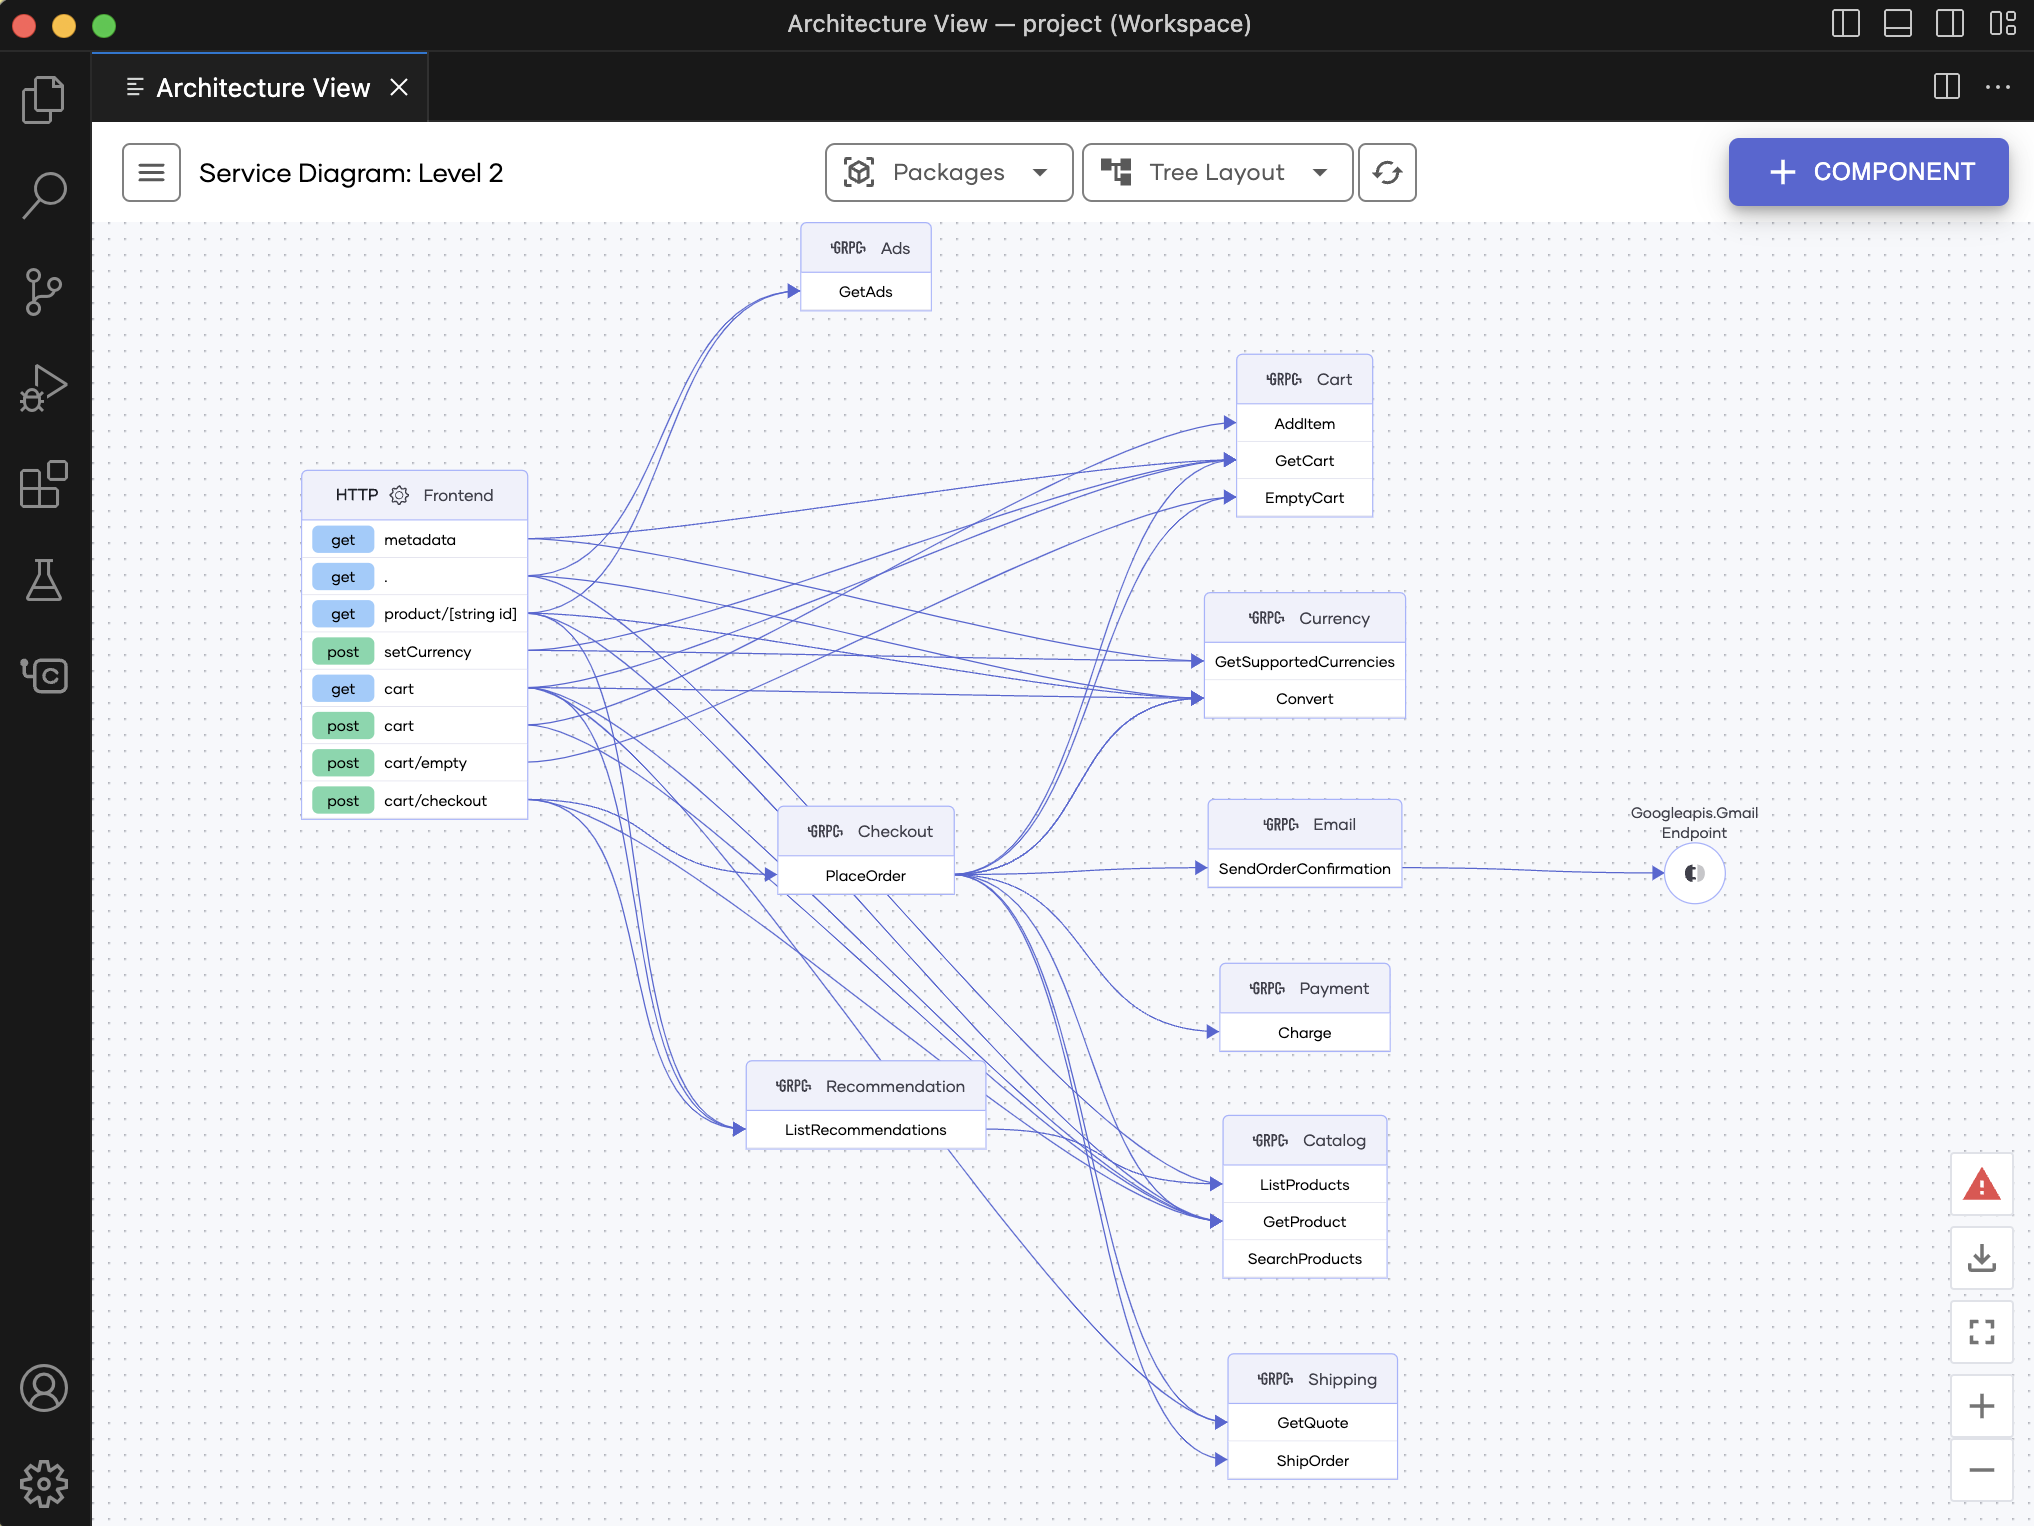 Architecture View — project (Workspace)
Architecture View
Service Diagram: Level 2
Packages
Tree Layout
COMPONENT
GRPC Ads
GetAds
GRPC Cart
AddItem
GetCart
EmptyCart
HTTP Frontend
get metadata
get .
get product/[string id]
post setCurrency
get cart
post cart
post cart/empty
post cart/checkout
GRPC Currency
GetSupportedCurrencies
Convert
GRPC Checkout
PlaceOrder
GRPC Email
SendOrderConfirmation
Googleapis.Gmail
Endpoint
GRPC Payment
Charge
GRPC Recommendation
ListRecommendations
GRPC Catalog
ListProducts
GetProduct
SearchProducts
GRPC Shipping
GetQuote
ShipOrder